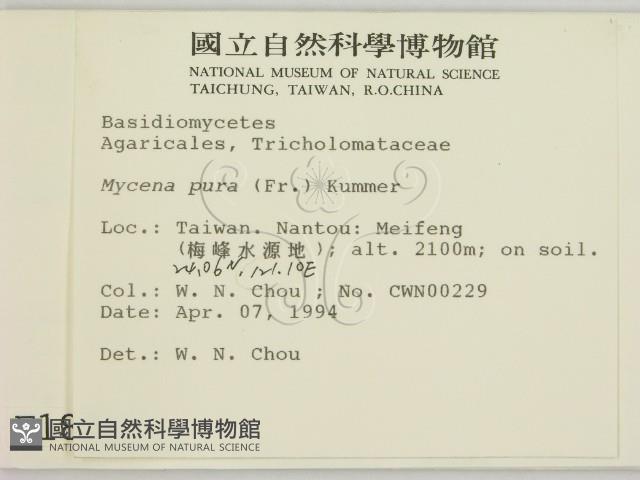 國立自然科學博物館
NATIONAL MUSEUM OF NATURAL SCIENCE
TAICHUNG, TAIWAN, R.O.CHINA
Basidiomycetes
Agaricales, Tricholomataceae
Mycena pura (Fr.) Kummer
Loc.: Taiwan. Nantou: Meifeng
(梅峰水源地); alt. 2100m; on soil.
24.06N, 121.10E
Col.: W. N. Chou ; No. CWN00229
Date: Apr. 07, 1994
Det.: W. N. Chou
國立自然科學博物館
NATIONAL MUSEUM OF NATURAL SCIENCE